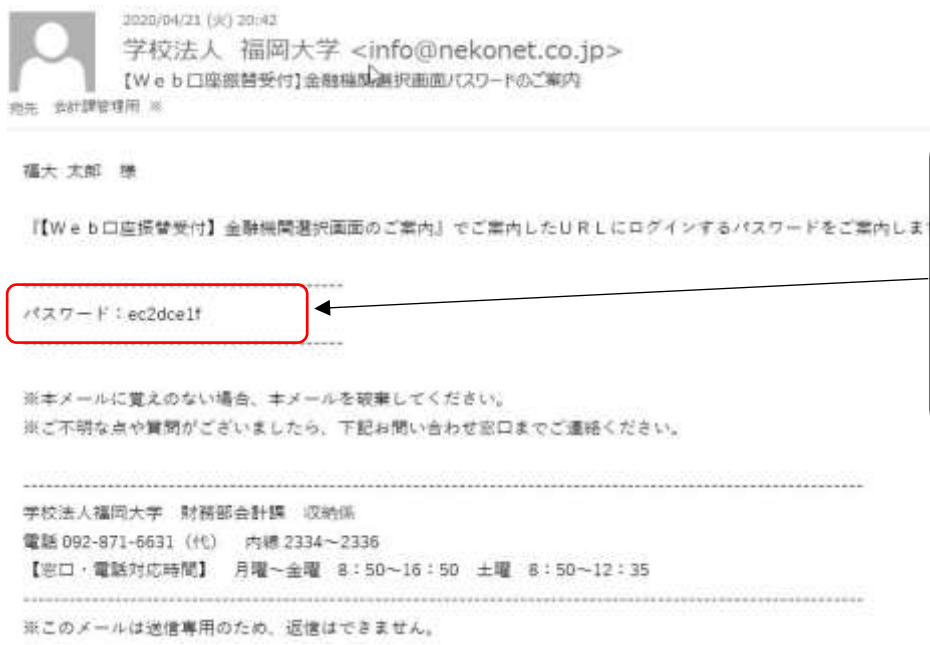 2020/04/21 (火) 20:42
学校法人 福岡大学 <info@nekonet.co.jp>
【Ｗｅｂ口座振替受付】金融機関選択画面パスワードのご案内
宛先 会計課管理用 ※
福大 太郎 様
『【Ｗｅｂ口座振替受付】金融機関選択画面のご案内』でご案内したＵＲＬにログインするパスワードをご案内しま
パスワード：ec2dce1f
※本メールに覚えのない場合、本メールを破棄してください。
※ご不明な点や質問がございましたら、下記お問い合わせ窓口までご連絡ください。
学校法人福岡大学 財務部会計課 収納係
電話 092-871-6631（代） 内線 2334～2336
【窓口・電話対応時間】 月曜～金曜 8：50～16：50 土曜 8：50～12：35
※このメールは送信専用のため、返信はできません。